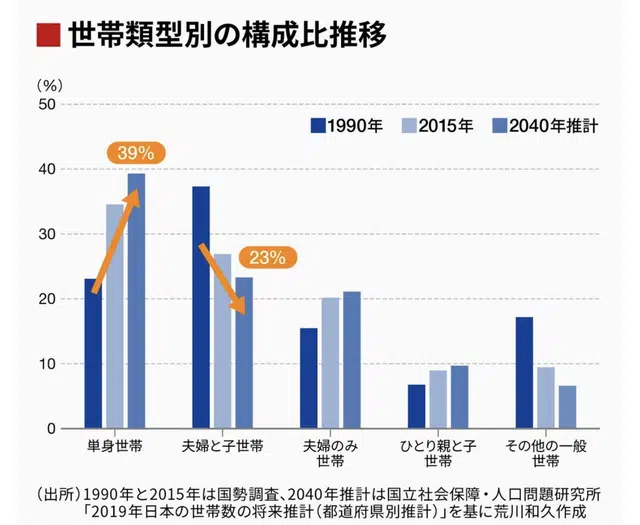 世帯類型別の構成比推移
(%)
50
1990年 2015年 2040年推計
39%
40
30
23%
20
10
0
単身世帯
夫婦と子世帯
夫婦のみ
世帯
ひとり親と子
世帯
その他の一般
世帯
（出所）1990年と2015年は国勢調査、2040年推計は国立社会保障・人口問題研究所
「2019年日本の世帯数の将来推計（都道府県別推計）」を基に荒川和久作成